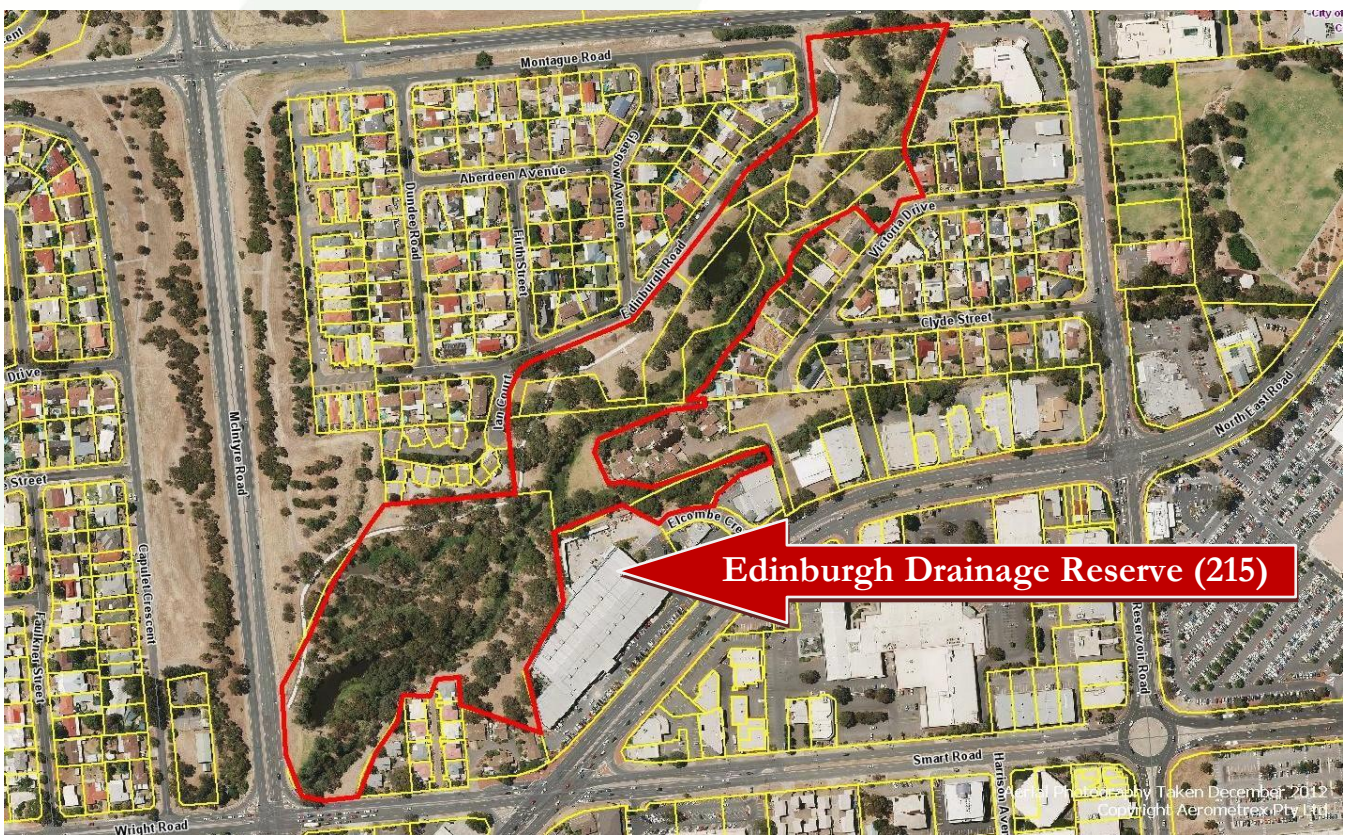 City of
C
Montague Road
Glasgow Avenue
Aberdeen Avenue
Dundee Road
Firth Street
Edinburgh Road
Victoria Drive
Clyde Street
Drive
Ian Court
McIntyre Road
North East Road
Street
Elcombe Cre
Capulet Crescent
Edinburgh Drainage Reserve (215)
Faulkner Street
Reservoir Road
Smart Road
Harrison Aven
Wright Road
Aerial Photography Taken December 2012
Copyright Aerometrex Pty Ltd